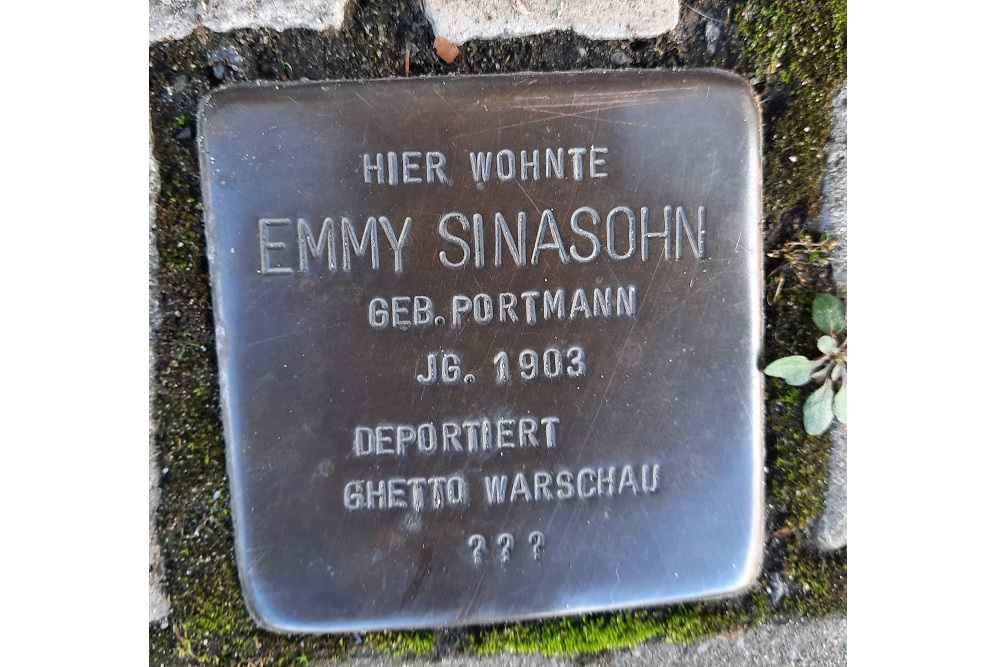 HIER WOHNTE
EMMY SINASOHN
GEB. PORTMANN
JG. 1903
DEPORTIERT
GHETTO WARSCHAU
???